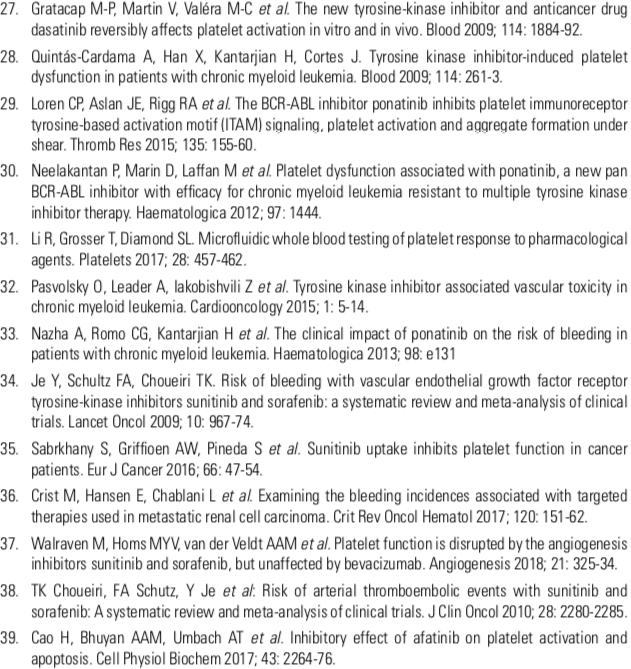 27. Gratacap M-P, Martin V, Valéra M-C et al. The new tyrosine-kinase inhibitor and anticancer drug
dasatinib reversibly affects platelet activation in vitro and in vivo. Blood 2009; 114: 1884-92.
28. Quintás-Cardama A, Han X, Kantarjian H, Cortes J. Tyrosine kinase inhibitor-induced platelet
dysfunction in patients with chronic myeloid leukemia. Blood 2009; 114: 261-3.
29. Loren CP, Aslan JE, Rigg RA et al. The BCR-ABL inhibitor ponatinib inhibits platelet immunoreceptor
tyrosine-based activation motif (ITAM) signaling, platelet activation and aggregate formation under
shear. Thromb Res 2015; 135: 155-60.
30. Neelakantan P, Marin D, Laffan M et al. Platelet dysfunction associated with ponatinib, a new pan
BCR-ABL inhibitor with efficacy for chronic myeloid leukemia resistant to multiple tyrosine kinase
inhibitor therapy. Haematologica 2012; 97: 1444.
31. Li R, Grosser T, Diamond SL. Microfluidic whole blood testing of platelet response to pharmacological
agents. Platelets 2017; 28: 457-462.
32. Pasvolsky O, Leader A, Iakobishvili Z et al. Tyrosine kinase inhibitor associated vascular toxicity in
chronic myeloid leukemia. Cardiooncology 2015; 1: 5-14.
33. Nazha A, Romo CG, Kantarjian H et al. The clinical impact of ponatinib on the risk of bleeding in
patients with chronic myeloid leukemia. Haematologica 2013; 98: e131
34. Je Y, Schultz FA, Choueiri TK. Risk of bleeding with vascular endothelial growth factor receptor
tyrosine-kinase inhibitors sunitinib and sorafenib: a systematic review and meta-analysis of clinical
trials. Lancet Oncol 2009; 10: 967-74.
35. Sabrkhany S, Griffioen AW, Pineda S et al. Sunitinib uptake inhibits platelet function in cancer
patients. Eur J Cancer 2016; 66: 47-54.
36. Crist M, Hansen E, Chablani L et al. Examining the bleeding incidences associated with targeted
therapies used in metastatic renal cell carcinoma. Crit Rev Oncol Hematol 2017; 120: 151-62.
37. Walraven M, Homs MYV, van der Veldt AAM et al. Platelet function is disrupted by the angiogenesis
inhibitors sunitinib and sorafenib, but unaffected by bevacizumab. Angiogenesis 2018; 21: 325-34.
38. TK Choueiri, FA Schutz, Y Je et al: Risk of arterial thromboembolic events with sunitinib and
sorafenib: A systematic review and meta-analysis of clinical trials. J Clin Oncol 2010; 28: 2280-2285.
39. Cao H, Bhuyan AAM, Umbach AT et al. Inhibitory effect of afatinib on platelet activation and
apoptosis. Cell Physiol Biochem 2017; 43: 2264-76.